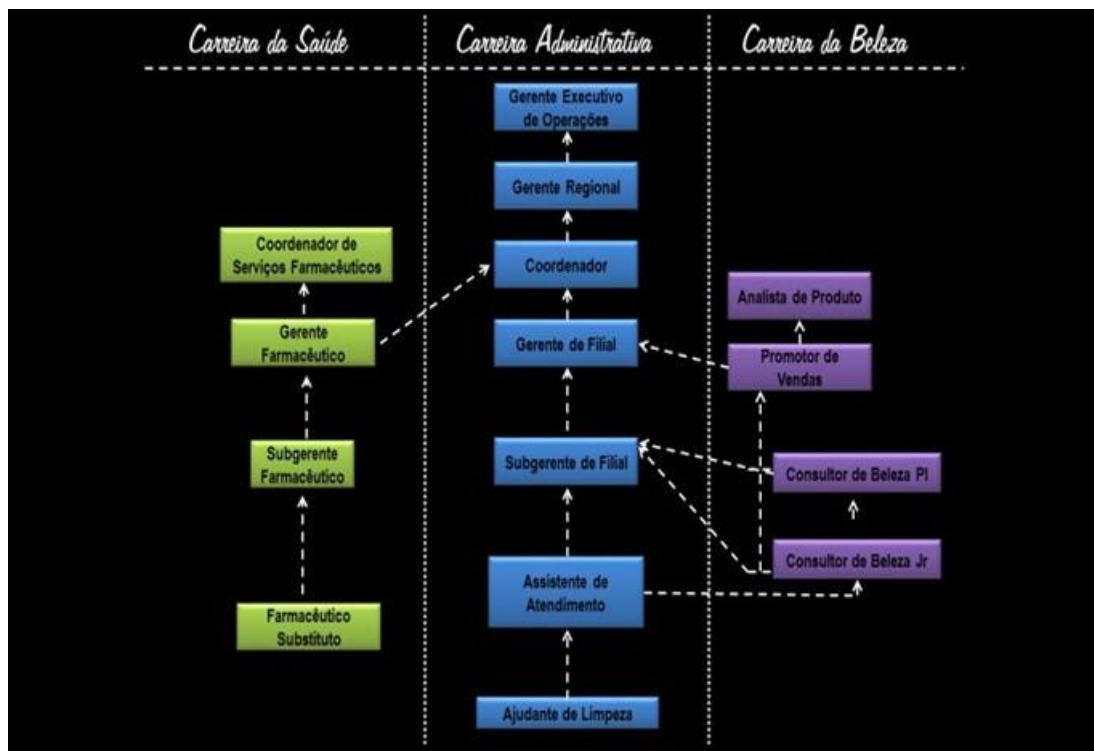 Carreira da Saúde
Carreira Administrativa
Carreira da Beleza
Gerente Executivo
de Operações
Gerente Regional
Coordenador de
Serviços Farmacêuticos
Coordenador
Analista de Produto
Gerente
Farmacêutico
Gerente de Filial
Promotor de
Vendas
Subgerente
Farmacêutico
Subgerente de Filial
Consultor de Beleza Pl
Consultor de Beleza Jr
Assistente de
Atendimento
Farmacêutico
Substituto
Ajudante de Limpeza